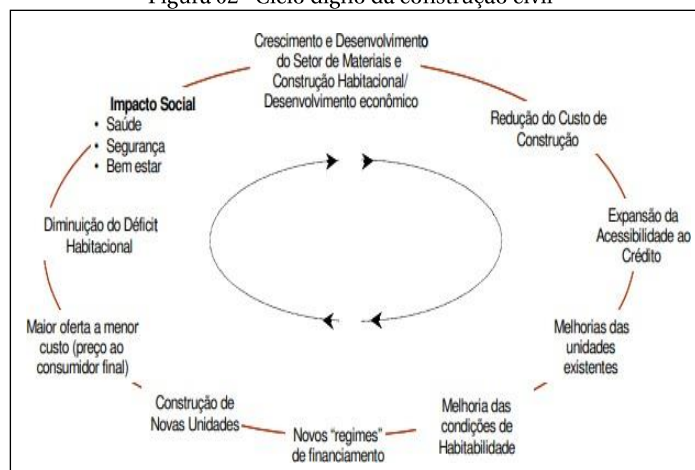 Figura 02 - Ciclo digno da construção civil
Crescimento e Desenvolvimento
do Setor de Materiais e
Construção Habitacional/
Desenvolvimento econômico
Redução do Custo de
Construção
Expansão da
Acessibilidade ao
Crédito
Melhorias das
unidades
existentes
Melhoria das
condições de
Habitabilidade
Novos "regimes"
de financiamento
Construção de
Novas Unidades
Maior oferta a menor
custo (preço ao
consumidor final)
Diminuição do Déficit
Habitacional
Impacto Social
• Saúde
• Segurança
• Bem estar